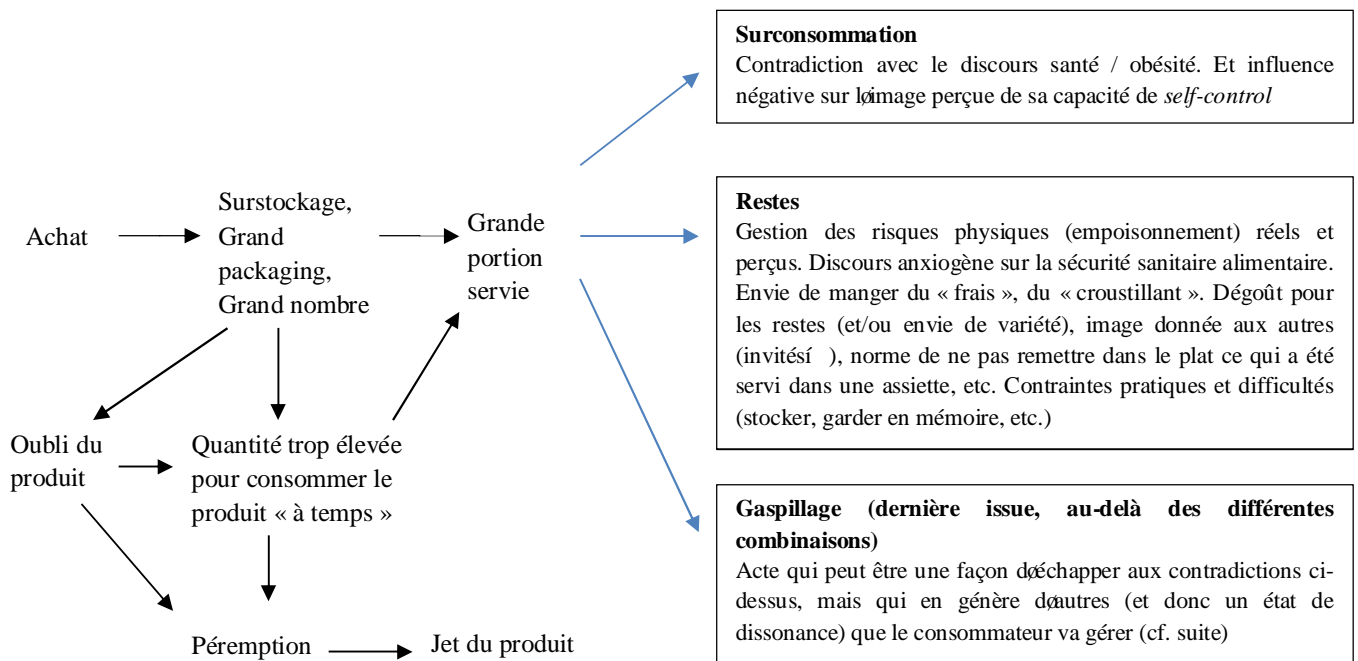 Achat
Surstockage,
Grand
packaging,
Grand nombre
Grande
portion
servie
Oubli du
produit
Quantité trop élevée
pour consommer le
produit « à temps »
Péremption
Jet du produit
Surconsommation
Contradiction avec le discours santé / obésité. Et influence
négative sur løimage perçue de sa capacité de self-control
Restes
Gestion des risques physiques (empoisonnement) réels et
perçus. Discours anxiogène sur la sécurité sanitaire alimentaire.
Envie de manger du « frais », du « croustillant ». Dégoût pour
les restes (et/ou envie de variété), image donnée aux autres
(invitésí ), norme de ne pas remettre dans le plat ce qui a été
servi dans une assiette, etc. Contraintes pratiques et difficultés
(stocker, garder en mémoire, etc.)
Gaspillage (dernière issue, au-delà des différentes
combinaisons)
Acte qui peut être une façon døéchapper aux contradictions ci-
dessus, mais qui en génère døautres (et donc un état de
dissonance) que le consommateur va gérer (cf. suite)